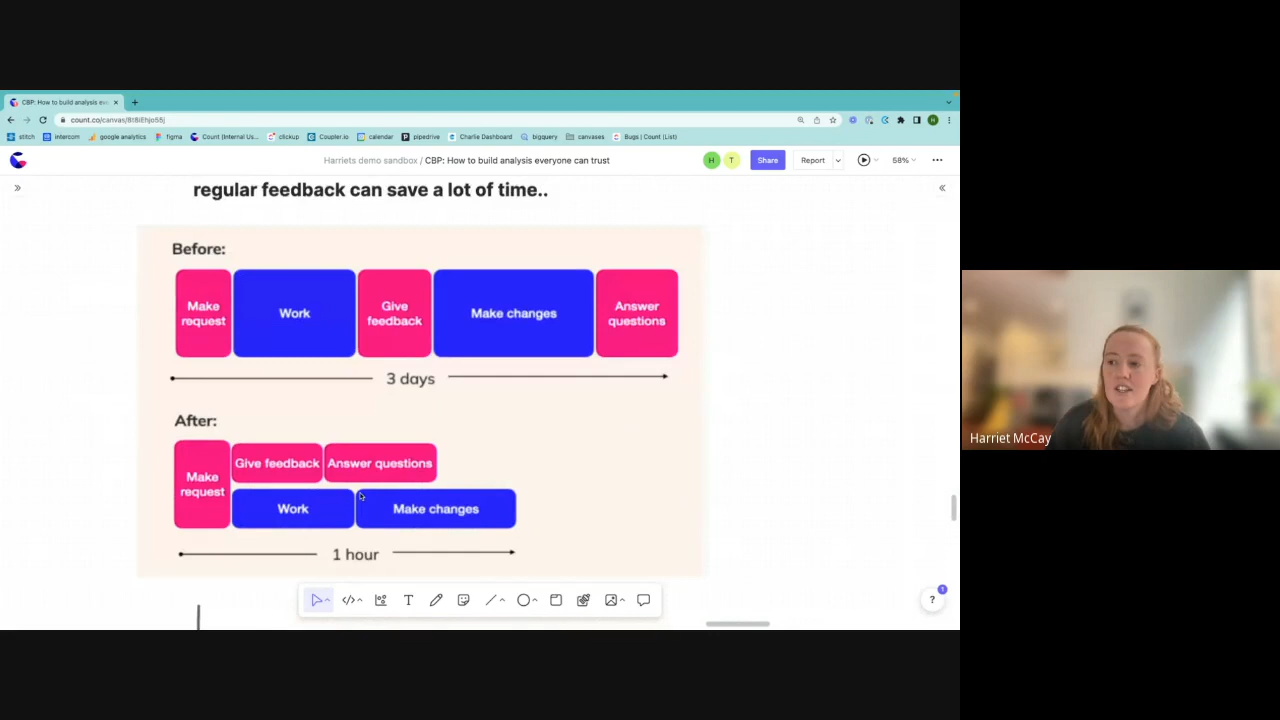 CBP: How to build analysis eve
count.co/canvas/8t8iEhjo55j
stitch
intercom
google analytics
figma
Count (Internal Us...
clickup
Coupler.io
calendar
pipedrive
Charlie Dashboard
bigquery
canvases
Bugs | Count (List)
Harriets demo sandbox / CBP: How to build analysis everyone can trust
H
T
Share
Report
58%
regular feedback can save a lot of time..
Before:
Make
request
Work
Give
feedback
Make changes
Answer
questions
3 days
After:
Make
request
Give feedback
Answer questions
Work
Make changes
1 hour
T
?
1
Harriet McCay